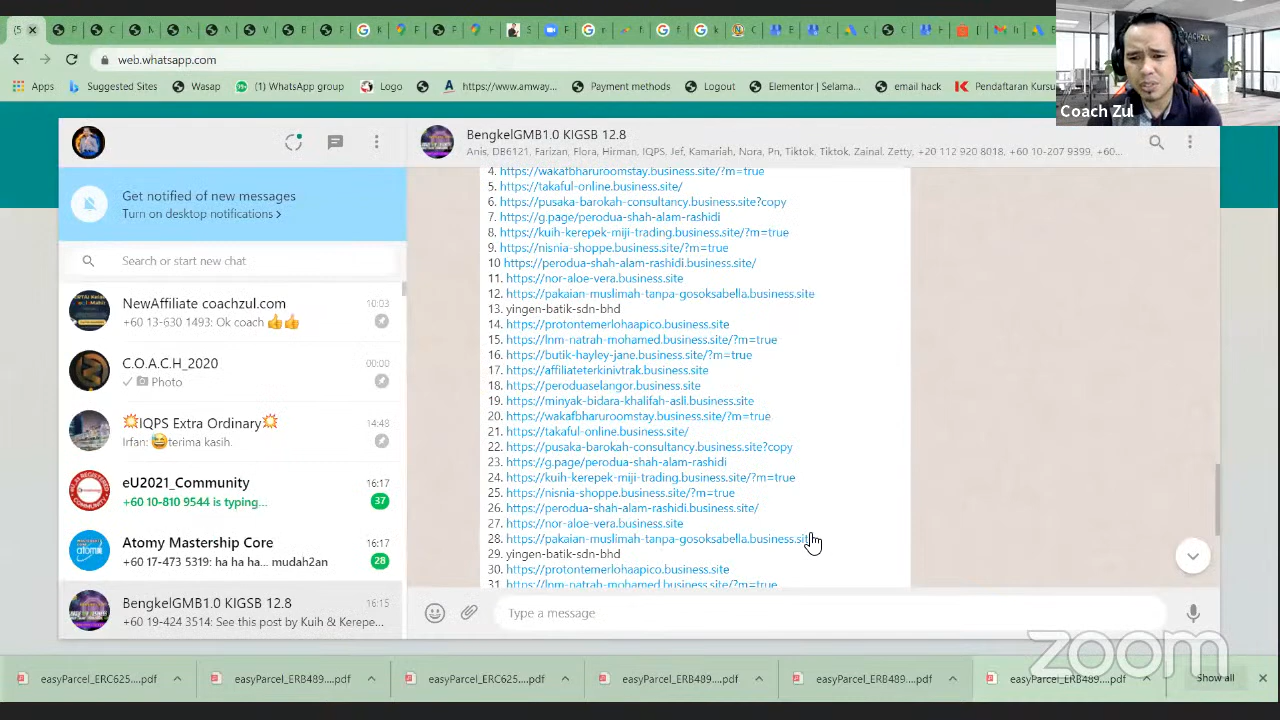 web.whatsapp.com
Apps
Suggested Sites
Wasap
(1) WhatsApp group
Logo
https://www.amway...
Payment methods
Logout
Elementor | Selamat...
email hack
Pendaftaran Kursu
Coach Zul
BengkelGMB1.0 KIGSB 12.8
Anis, DB6121, Farizan, Flora, Hirman, IQPS, Jef, Kamariah, Nora, Pn, Tiktok, Tiktok, Zainal, Zetty, +20 112 920 8018, +60 10-207 9399, +60...
Get notified of new messages
Turn on desktop notifications >
Search or start new chat
NewAffiliate coachzul.com
10:03
+60 13-630 1493: Ok coach 👍👍
C.O.A.C.H_2020
00:00
Photo
💥IQPS Extra Ordinary💥
14:48
Irfan: 😅terima kasih.
eU2021_Community
16:17
+60 10-810 9544 is typing...
37
Atomy Mastership Core
16:17
+60 17-473 5319: ha ha ha... mudah2an
28
BengkelGMB1.0 KIGSB 12.8
16:15
+60 19-424 3514: See this post by Kuih & Kerepe...
4. https://wakafbharuroomstay.business.site/?m=true
5. https://takaful-online.business.site/
6. https://pusaka-barokah-consultancy.business.site?copy
7. https://g.page/perodua-shah-alam-rashidi
8. https://kuih-kerepek-miji-trading.business.site/?m=true
9. https://nisnia-shoppe.business.site/?m=true
10 https://perodua-shah-alam-rashidi.business.site/
11. https://nor-aloe-vera.business.site
12. https://pakaian-muslimah-tanpa-gosoksabella.business.site
13. yingen-batik-sdn-bhd
14. https://protontemerlohaapico.business.site
15. https://lnm-natrah-mohamed.business.site/?m=true
16. https://butik-hayley-jane.business.site/?m=true
17. https://affiliateterkinivtrak.business.site
18. https://peroduaselangor.business.site
19. https://minyak-bidara-khalifah-asli.business.site
20. https://wakafbharuroomstay.business.site/?m=true
21. https://takaful-online.business.site/
22. https://pusaka-barokah-consultancy.business.site?copy
23. https://g.page/perodua-shah-alam-rashidi
24. https://kuih-kerepek-miji-trading.business.site/?m=true
25. https://nisnia-shoppe.business.site/?m=true
26. https://perodua-shah-alam-rashidi.business.site/
27. https://nor-aloe-vera.business.site
28. https://pakaian-muslimah-tanpa-gosoksabella.business.sit
29. yingen-batik-sdn-bhd
30. https://protontemerlohaapico.business.site
31. https://lnm-natrah-mohamed.business.site/?m=true
Type a message
zoom
easyParcel_ERC625....pdf
easyParcel_ERB489....pdf
easyParcel_ERC625....pdf
easyParcel_ERB489....pdf
easyParcel_ERB489....pdf
easyParcel_ERB489....pdf
Show all